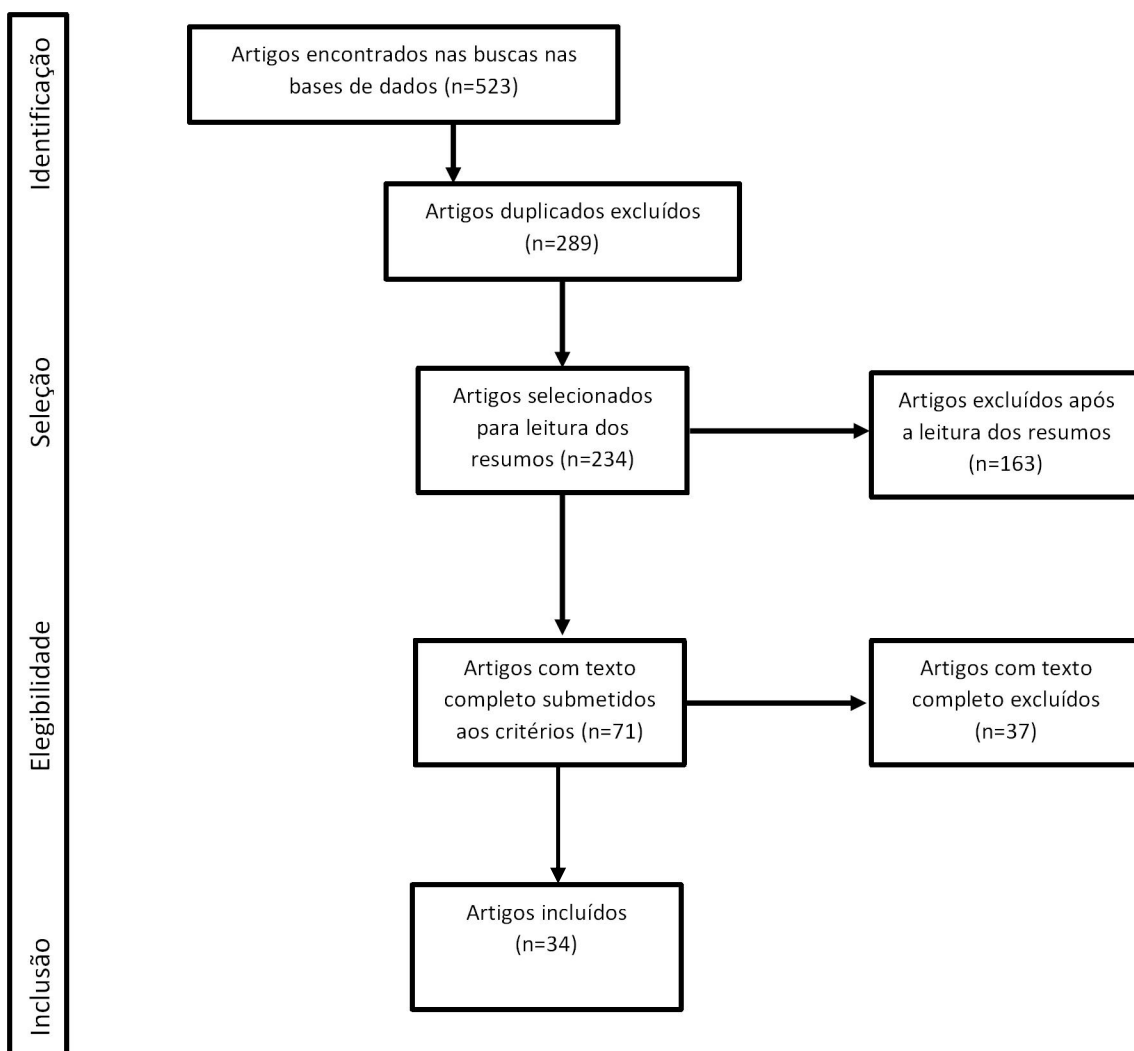 Identificação
Artigos encontrados nas buscas nas
bases de dados (n=523)
Artigos duplicados excluídos
(n=289)
Seleção
Artigos selecionados
para leitura dos
resumos (n=234)
Artigos excluídos após
a leitura dos resumos
(n=163)
Elegibilidade
Artigos com texto
completo submetidos
aos critérios (n=71)
Artigos com texto
completo excluídos
(n=37)
Inclusão
Artigos incluídos
(n=34)